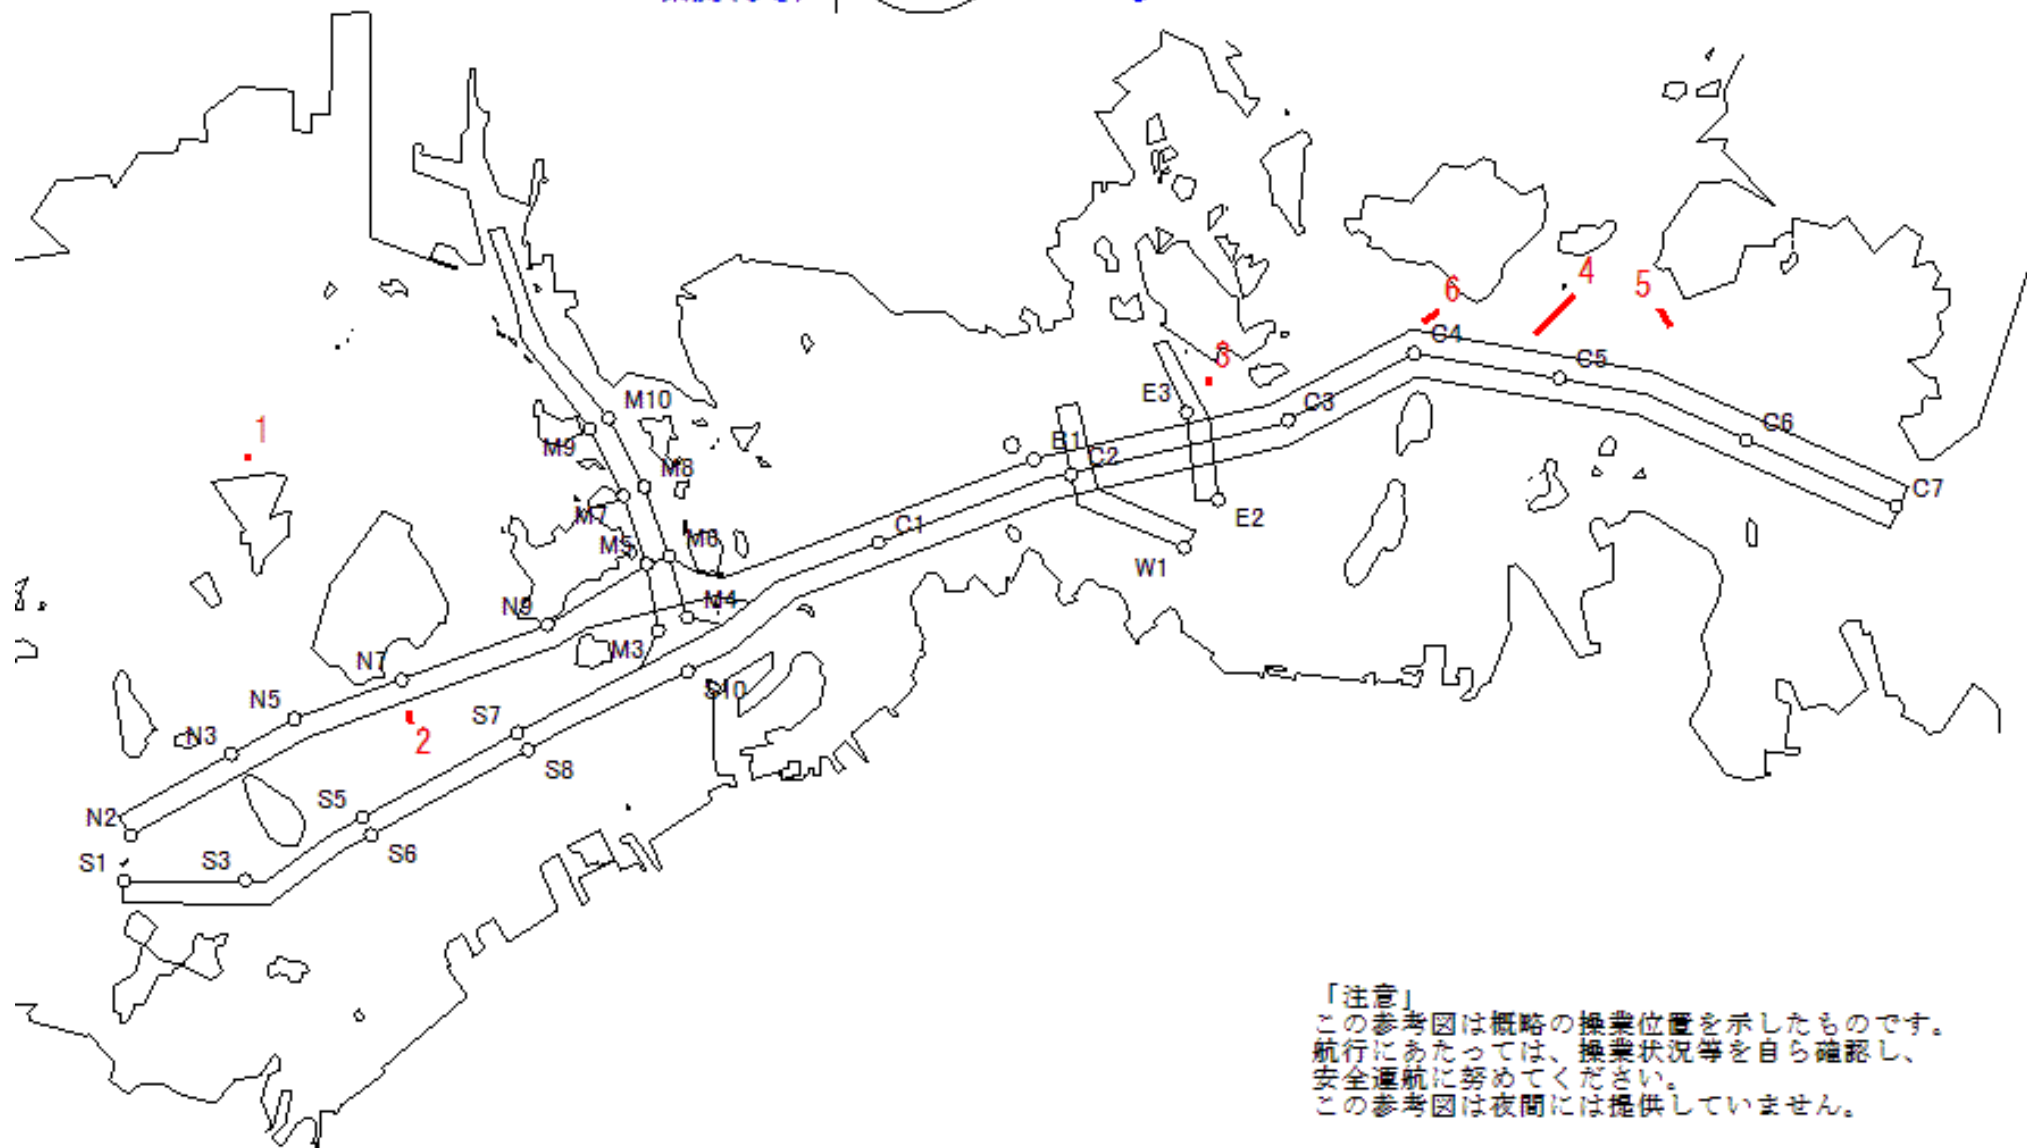 6
4
5
C4
C5
3
E3
C3
M10
1
B1
C6
M9
C2
M8
C7
M7
E2
C1
M6
M5
W1
N9
M4
M3
N7
S10
N5
S7
2
N3
S8
S5
N2
S6
S1
S3
「注意」
この参考図は概略の操業位置を示したものです。
航行にあたっては、操業状況等を自ら確認し、
安全運航に努めてください。
この参考図は夜間には提供していません。